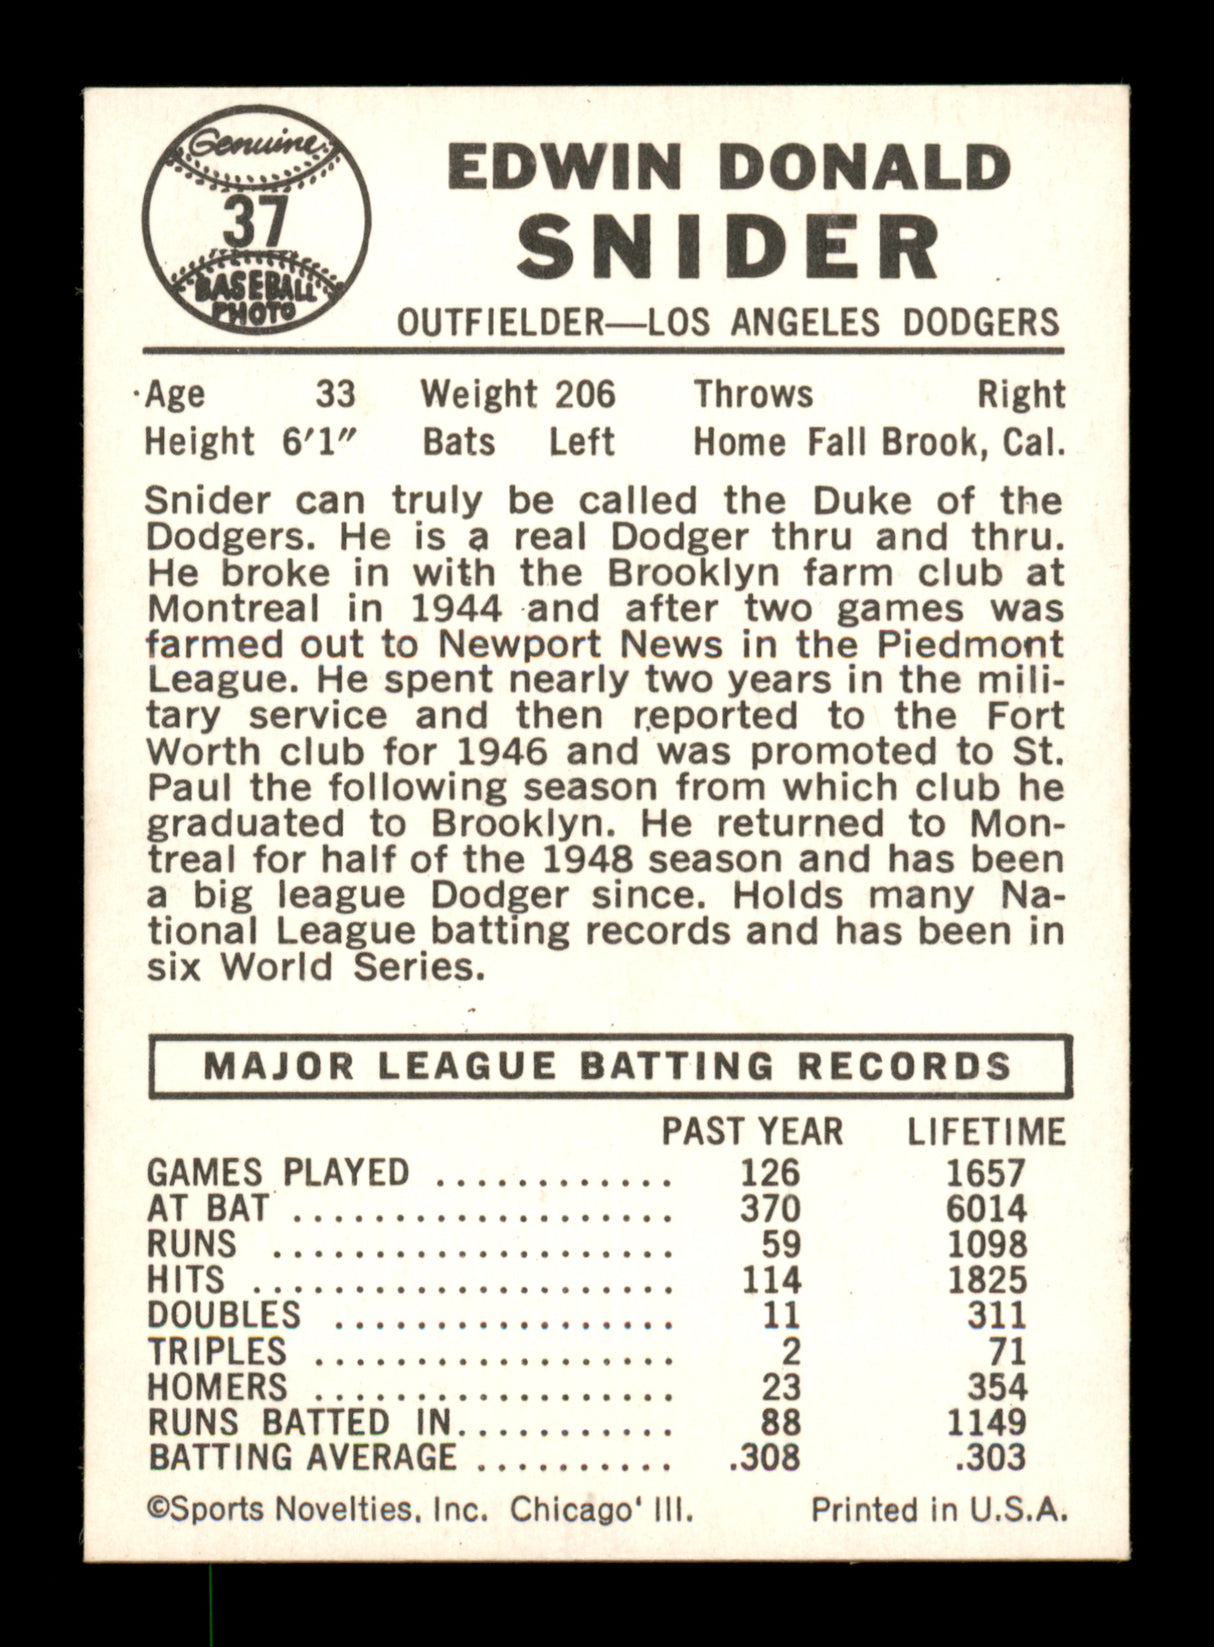 Genuine
37
BASEBALL
PHOTO
EDWIN DONALD
SNIDER
OUTFIELDER—LOS ANGELES DODGERS
Age 33 Weight 206 Throws Right
Height 6'1" Bats Left Home Fall Brook, Cal.
Snider can truly be called the Duke of the
Dodgers. He is a real Dodger thru and thru.
He broke in with the Brooklyn farm club at
Montreal in 1944 and after two games was
farmed out to Newport News in the Piedmont
League. He spent nearly two years in the mili-
tary service and then reported to the Fort
Worth club for 1946 and was promoted to St.
Paul the following season from which club he
graduated to Brooklyn. He returned to Mon-
treal for half of the 1948 season and has been
a big league Dodger since. Holds many Na-
tional League batting records and has been in
six World Series.
MAJOR LEAGUE BATTING RECORDS
PAST YEAR LIFETIME
GAMES PLAYED ............ 126 1657
AT BAT ................... 370 6014
RUNS .................... 59 1098
HITS ..................... 114 1825
DOUBLES ................. 11 311
TRIPLES .................. 2 71
HOMERS .................. 23 354
RUNS BATTED IN........... 88 1149
BATTING AVERAGE .......... .308 .303
©Sports Novelties, Inc. Chicago' Ill. Printed in U.S.A.